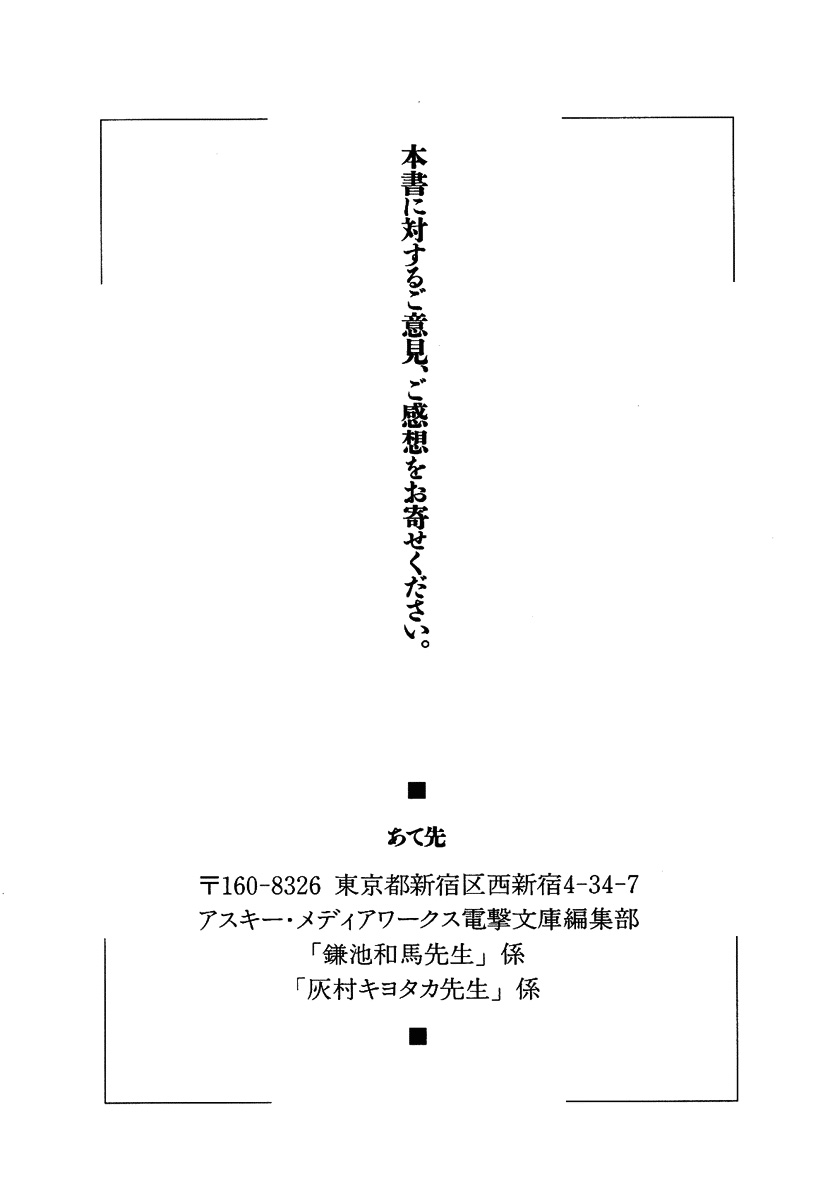 本書に対するご意見、ご感想をお寄せください。
■
あて先
〒160-8326 東京都新宿区西新宿4-34-7
アスキー・メディアワークス電撃文庫編集部
「鎌池和馬先生」係
「灰村キヨタカ先生」係
■